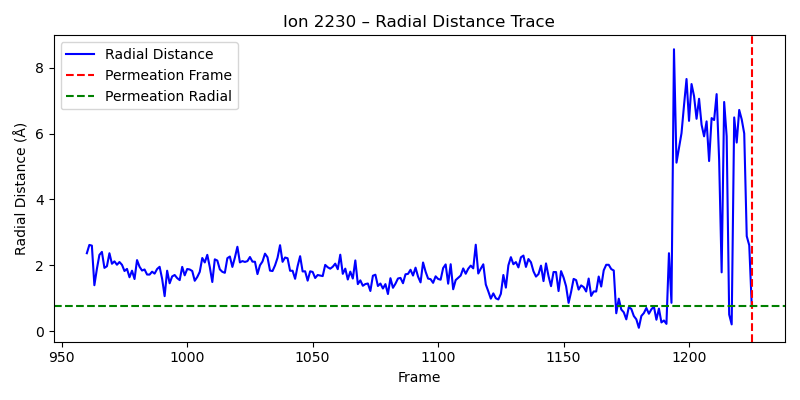 Ion 2230 – Radial Distance Trace
Radial Distance
Permeation Frame
Permeation Radial
Radial Distance (Å)
8
6
4
2
0
950
1000
1050
1100
1150
1200
Frame